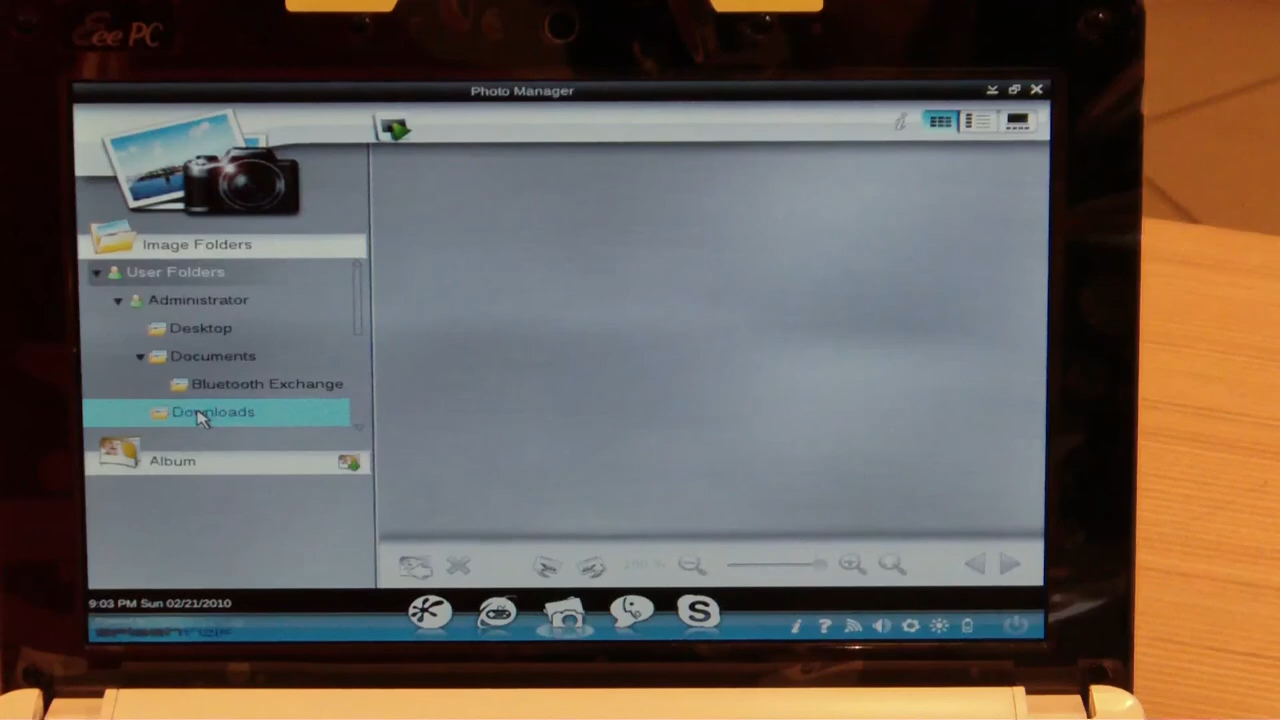 Eee PC
Photo Manager
Image Folders
User Folders
Administrator
Desktop
Documents
Bluetooth Exchange
Downloads
Album
9:03 PM Sun 02/21/2010